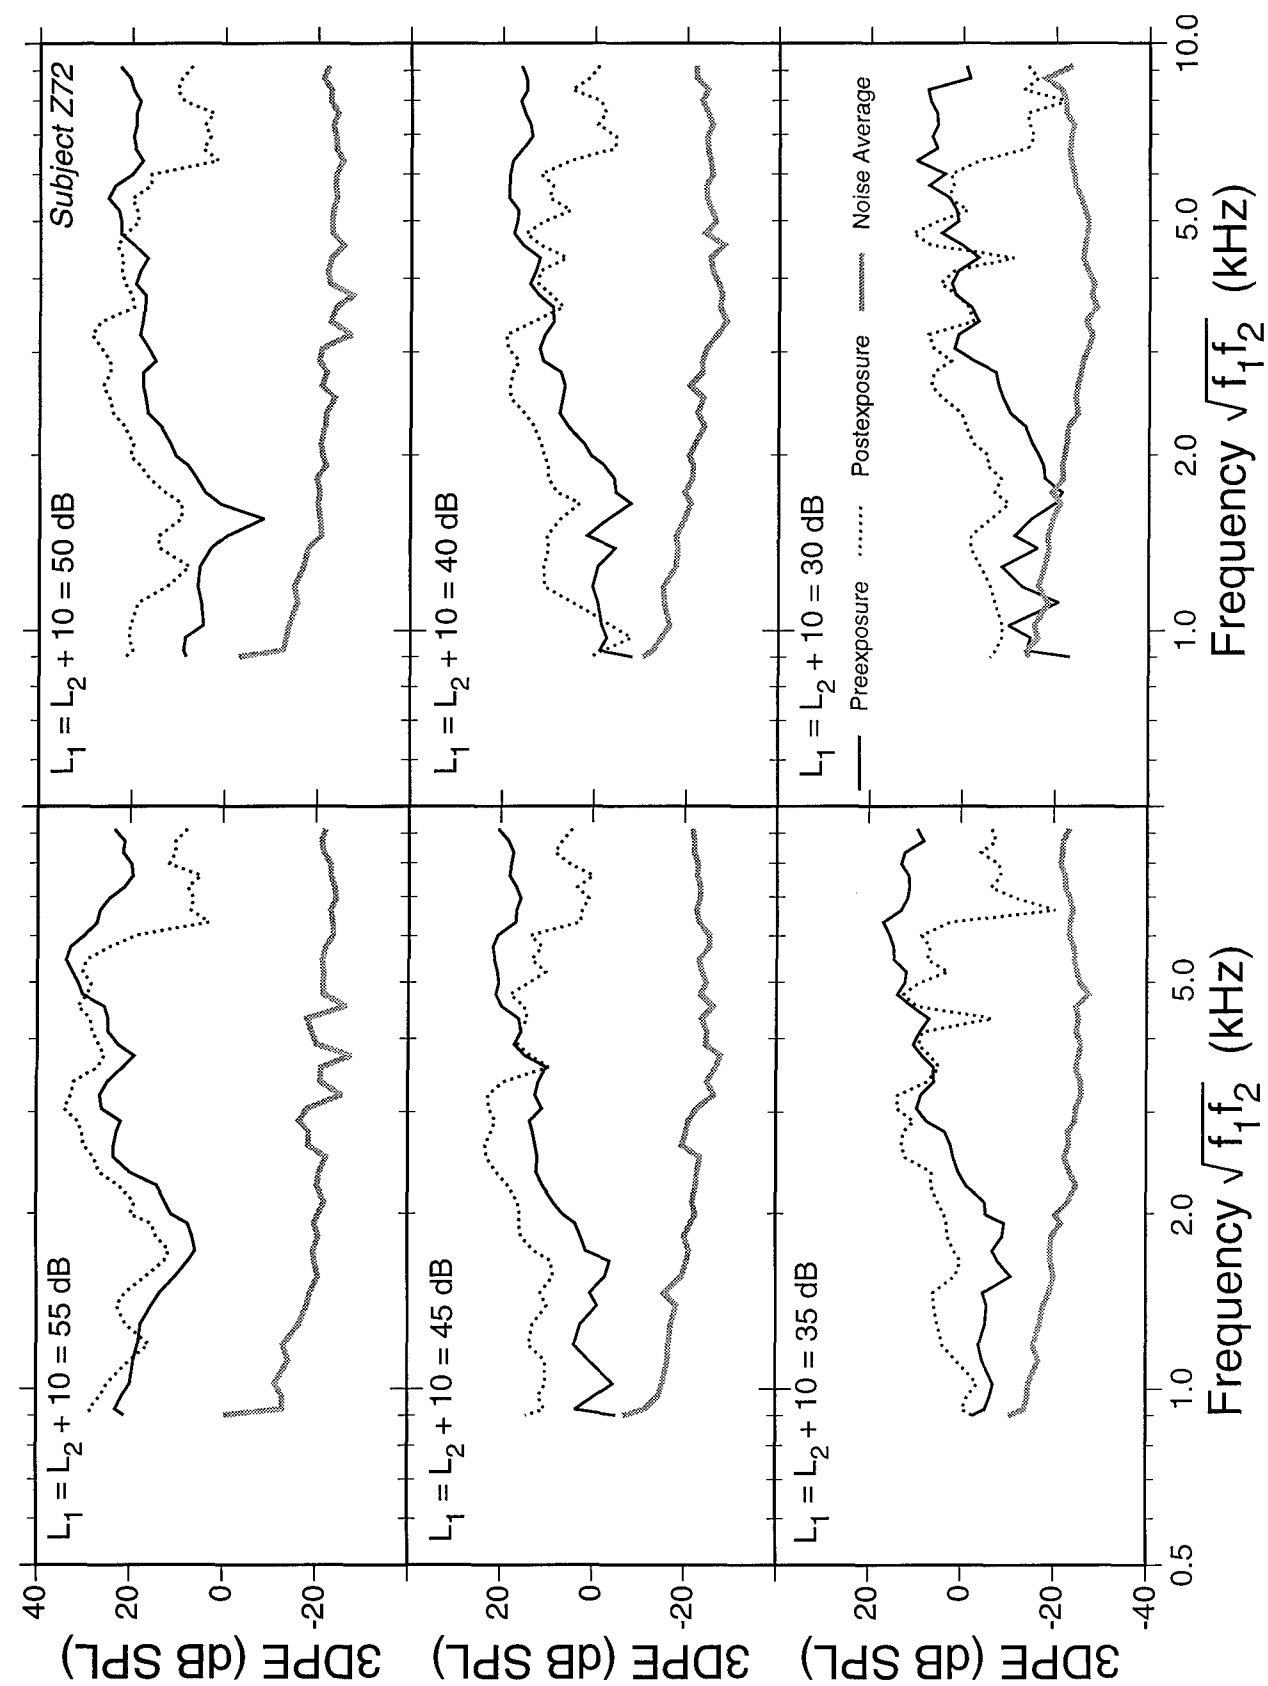 L1 = L2 + 10 = 55 dB
L1 = L2 + 10 = 50 dB
Subject Z72
40
20
0
-20
3DPE (dB SPL)
L1 = L2 + 10 = 45 dB
L1 = L2 + 10 = 40 dB
20
0
-20
3DPE (dB SPL)
L1 = L2 + 10 = 35 dB
L1 = L2 + 10 = 30 dB
Preexposure
Postexposure
Noise Average
20
0
-20
-40
3DPE (dB SPL)
0.5
1.0
2.0
5.0
1.0
2.0
5.0
10.0
Frequency √f1f2 (kHz)
Frequency √f1f2 (kHz)